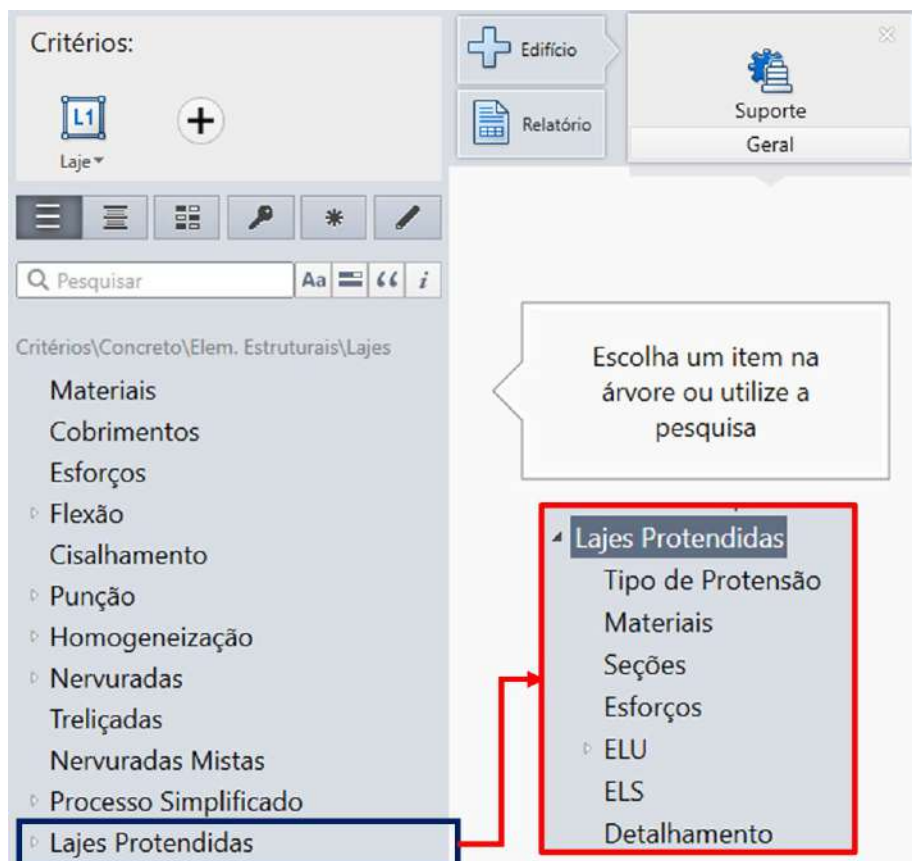 Critérios:
L1
Laje
Pesquisar
Aa
i
Critérios\Concreto\Elem. Estruturais\Lajes
Materiais
Cobrimentos
Esforços
Flexão
Cisalhamento
Punção
Homogeneização
Nervuradas
Treliçadas
Nervuradas Mistas
Processo Simplificado
Lajes Protendidas
Edifício
Relatório
Suporte
Geral
Escolha um item na
árvore ou utilize a
pesquisa
Lajes Protendidas
Tipo de Protensão
Materiais
Seções
Esforços
ELU
ELS
Detalhamento